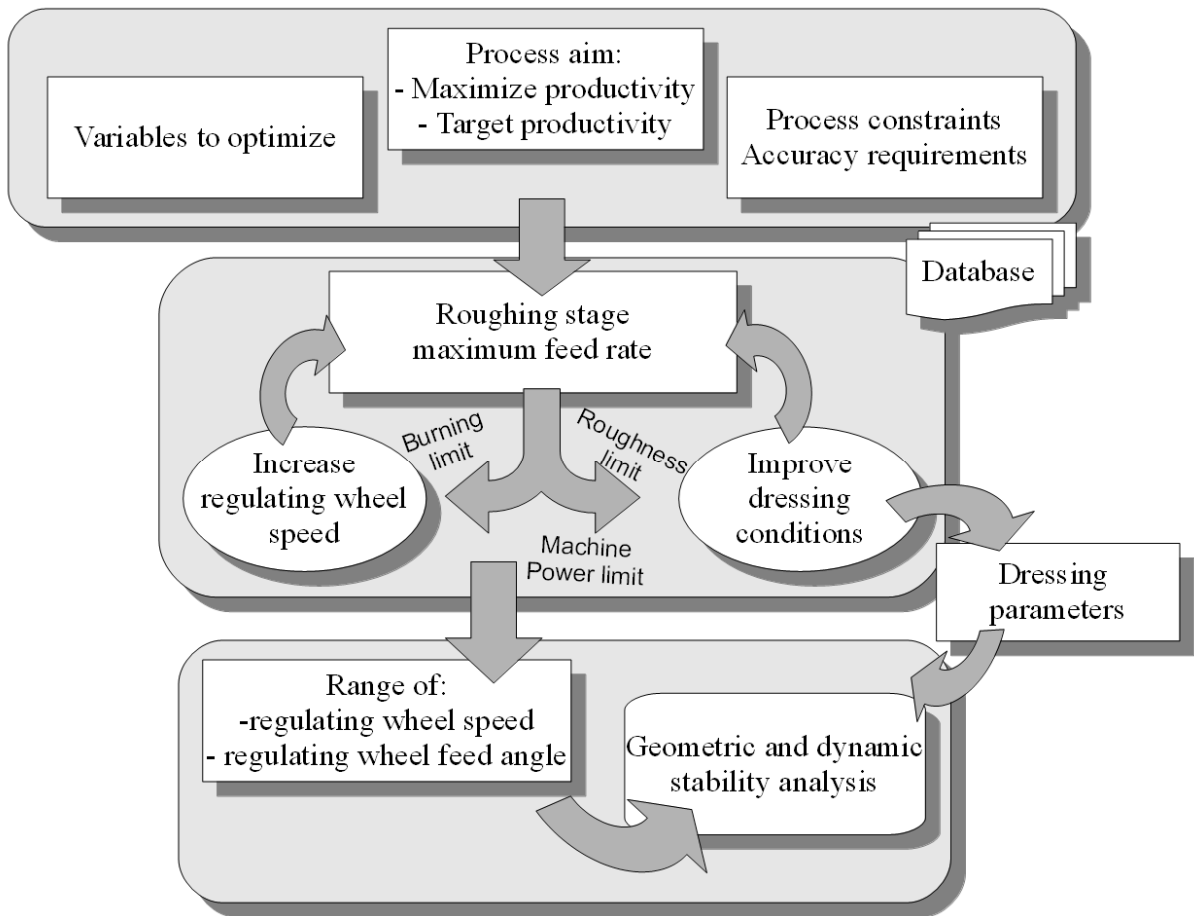 Process aim:
- Maximize productivity
- Target productivity
Variables to optimize
Process constraints
Accuracy requirements
Database
Roughing stage
maximum feed rate
Burning
limit
Roughness
limit
Increase
regulating wheel
speed
Improve
dressing
conditions
Machine
Power limit
Dressing
parameters
Range of:
-regulating wheel speed
- regulating wheel feed angle
Geometric and dynamic
stability analysis